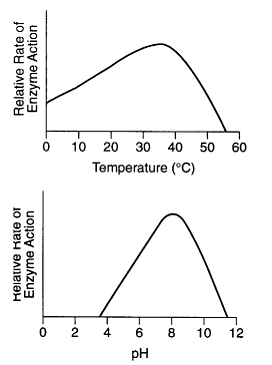 Relative Rate of
Enzyme Action
0 10 20 30 40 50 60
Temperature (°C)
Relative Rate of
Enzyme Action
0 2 4 6 8 10 12
pH